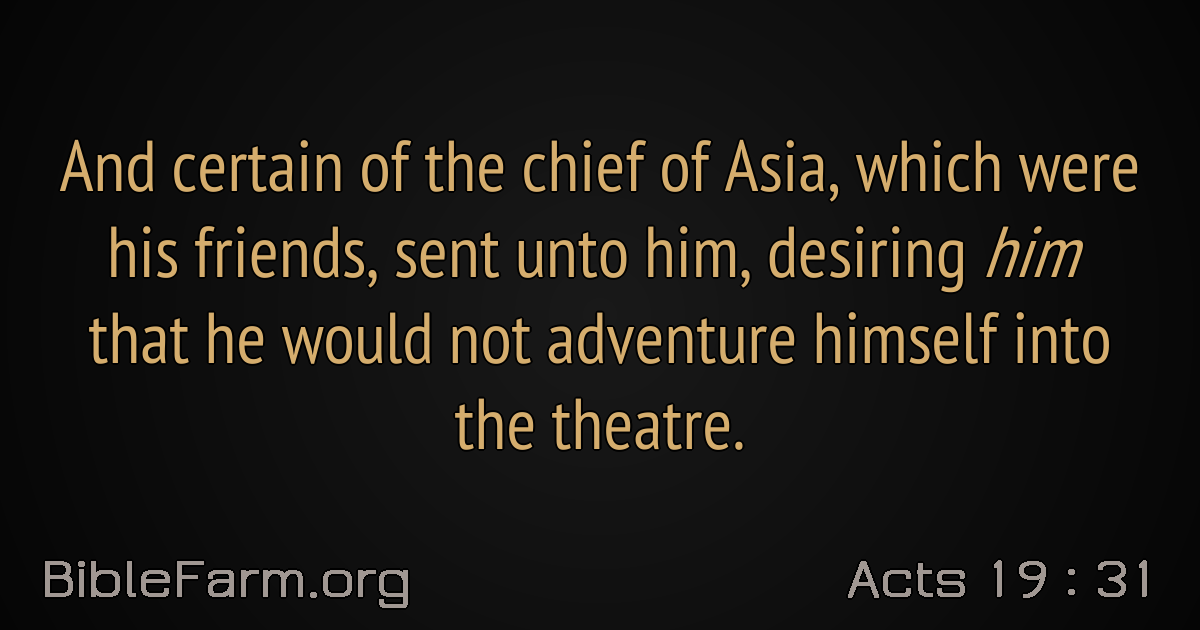 And certain of the chief of Asia, which were
his friends, sent unto him, desiring him
that he would not adventure himself into
the theatre.
BibleFarm.org
Acts 19 : 31